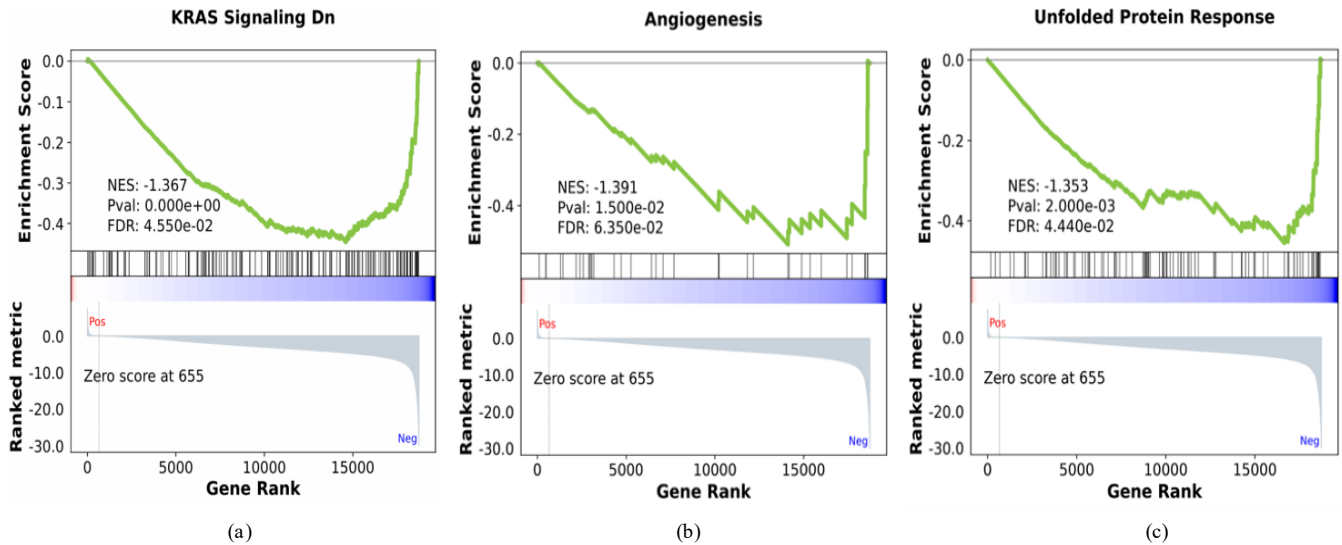 KRAS Signaling Dn
Enrichment Score
0.0
-0.1
-0.2
-0.3
-0.4
NES: -1.367
Pval: 0.000e+00
FDR: 4.550e-02
Ranked metric
0.0
-10.0
-20.0
-30.0
Pos
Zero score at 655
Neg
0 5000 10000 15000
Gene Rank
(a)
Angiogenesis
Enrichment Score
0.0
-0.2
-0.4
NES: -1.391
Pval: 1.500e-02
FDR: 6.350e-02
Ranked metric
0.0
-10.0
-20.0
-30.0
Pos
Zero score at 655
Neg
0 5000 10000 15000
Gene Rank
(b)
Unfolded Protein Response
Enrichment Score
0.0
-0.2
-0.4
NES: -1.353
Pval: 2.000e-03
FDR: 4.440e-02
Ranked metric
0.0
-10.0
-20.0
-30.0
Pos
Zero score at 655
Neg
0 5000 10000 15000
Gene Rank
(c)